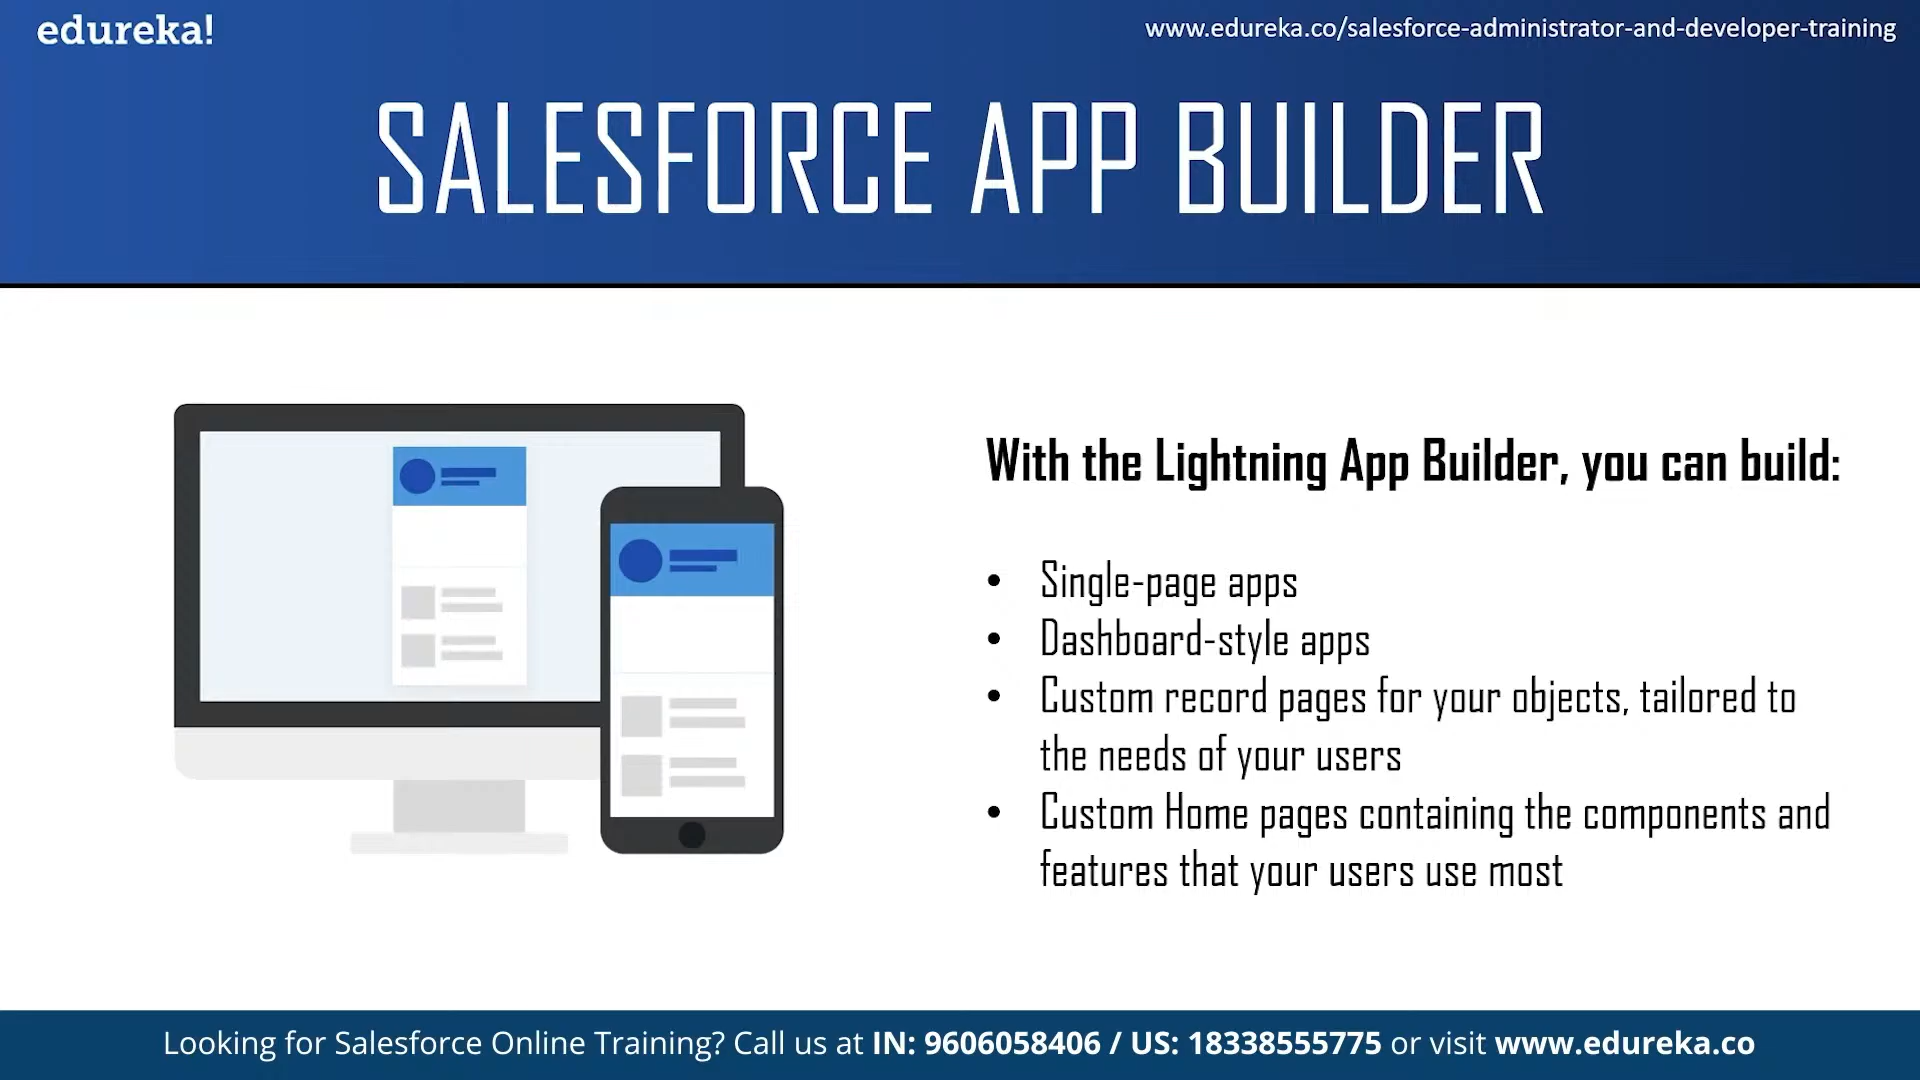 edureka!
www.edureka.co/salesforce-administrator-and-developer-training
SALESFORCE APP BUILDER
With the Lightning App Builder, you can build:
• Single-page apps
• Dashboard-style apps
• Custom record pages for your objects, tailored to
the needs of your users
• Custom Home pages containing the components and
features that your users use most
Looking for Salesforce Online Training? Call us at IN: 9606058406 / US: 18338555775 or visit www.edureka.co